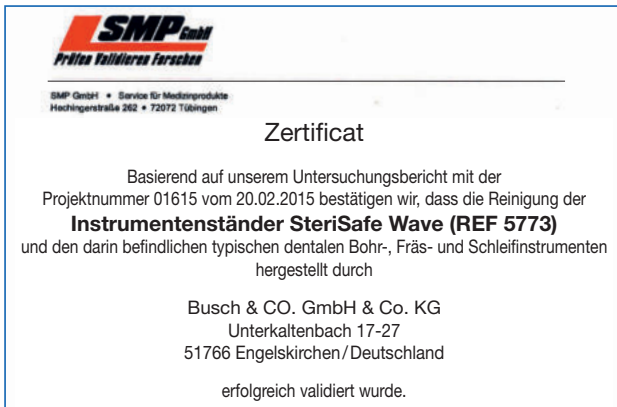 SMP GmbH
Prüfen Validieren Forschen
SMP GmbH • Service für Medizinprodukte
Hechingerstraße 262 • 72072 Tübingen
Zertificat
Basierend auf unserem Untersuchungsbericht mit der
Projektnummer 01615 vom 20.02.2015 bestätigen wir, dass die Reinigung der
Instrumentenständer SteriSafe Wave (REF 5773)
und den darin befindlichen typischen dentalen Bohr-, Fräs- und Schleifinstrumenten
hergestellt durch
Busch & CO. GmbH & Co. KG
Unterkaltenbach 17-27
51766 Engelskirchen/Deutschland
erfolgreich validiert wurde.